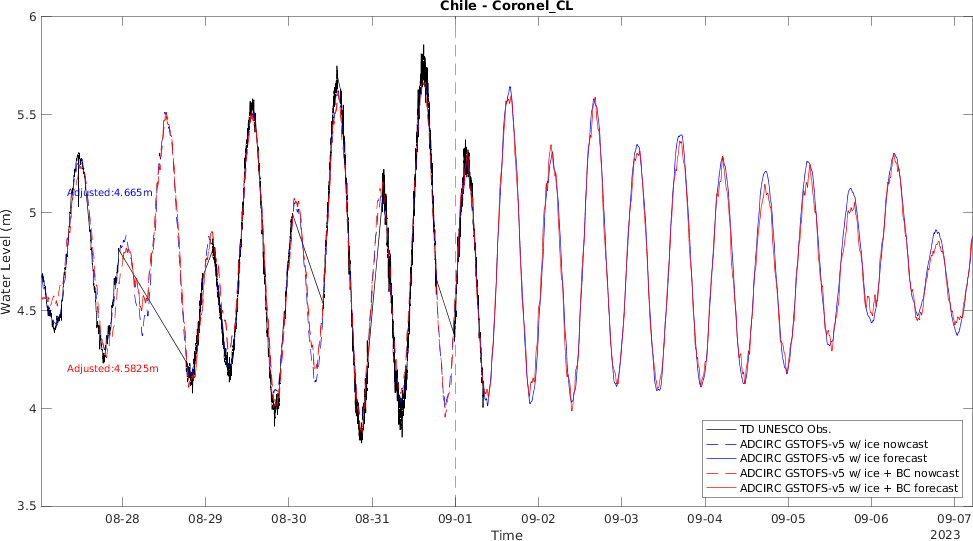 Chile - Coronel_CL
6
5.5
5
4.5
4
3.5
Water Level (m)
Adjusted:4.665m
Adjusted:4.5825m
TD UNESCO Obs.
ADCIRC GSTOFS-v5 w/ ice nowcast
ADCIRC GSTOFS-v5 w/ ice forecast
ADCIRC GSTOFS-v5 w/ ice + BC nowcast
ADCIRC GSTOFS-v5 w/ ice + BC forecast
08-28 08-29 08-30 08-31 09-01 09-02 09-03 09-04 09-05 09-06 09-07
Time
2023